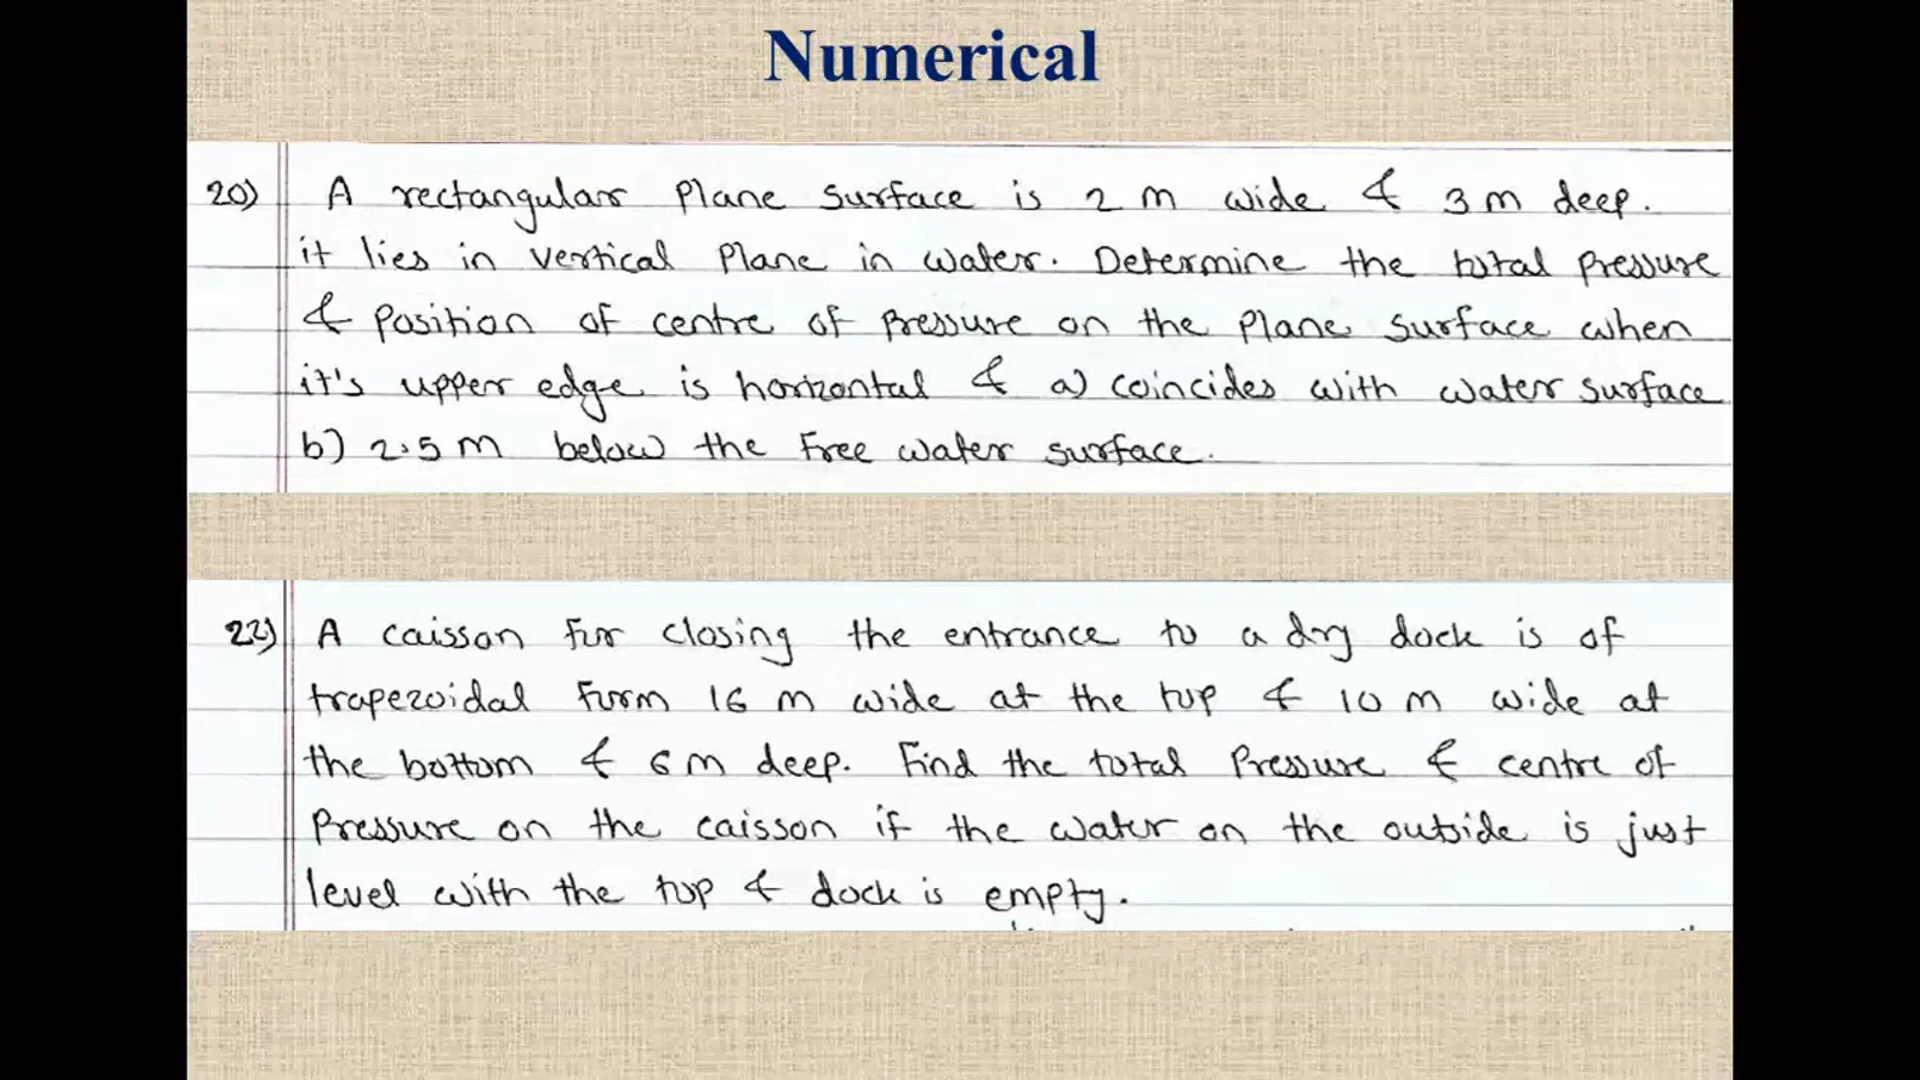 Numerical
20) A rectangular plane surface is 2 m wide & 3 m deep.
it lies in vertical plane in water. Determine the total pressure
& position of centre of pressure on the plane surface when
it's upper edge is horizontal & a) coincides with water surface
b) 2.5 m below the free water surface.
22) A caisson for closing the entrance to a dry dock is of
trapezoidal form 16 m wide at the top & 10 m wide at
the bottom & 6 m deep. Find the total pressure & centre of
pressure on the caisson if the water on the outside is just
level with the top & dock is empty.